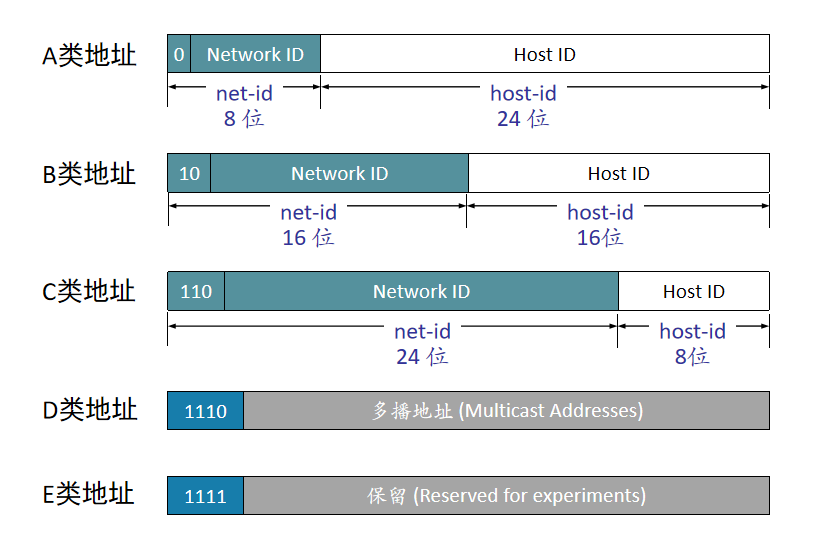 A类地址 0 Network ID Host ID
net-id host-id
8 位 24 位
B类地址 10 Network ID Host ID
net-id host-id
16 位 16位
C类地址 110 Network ID Host ID
net-id host-id
24 位 8位
D类地址 1110 多播地址 (Multicast Addresses)
E类地址 1111 保留 (Reserved for experiments)